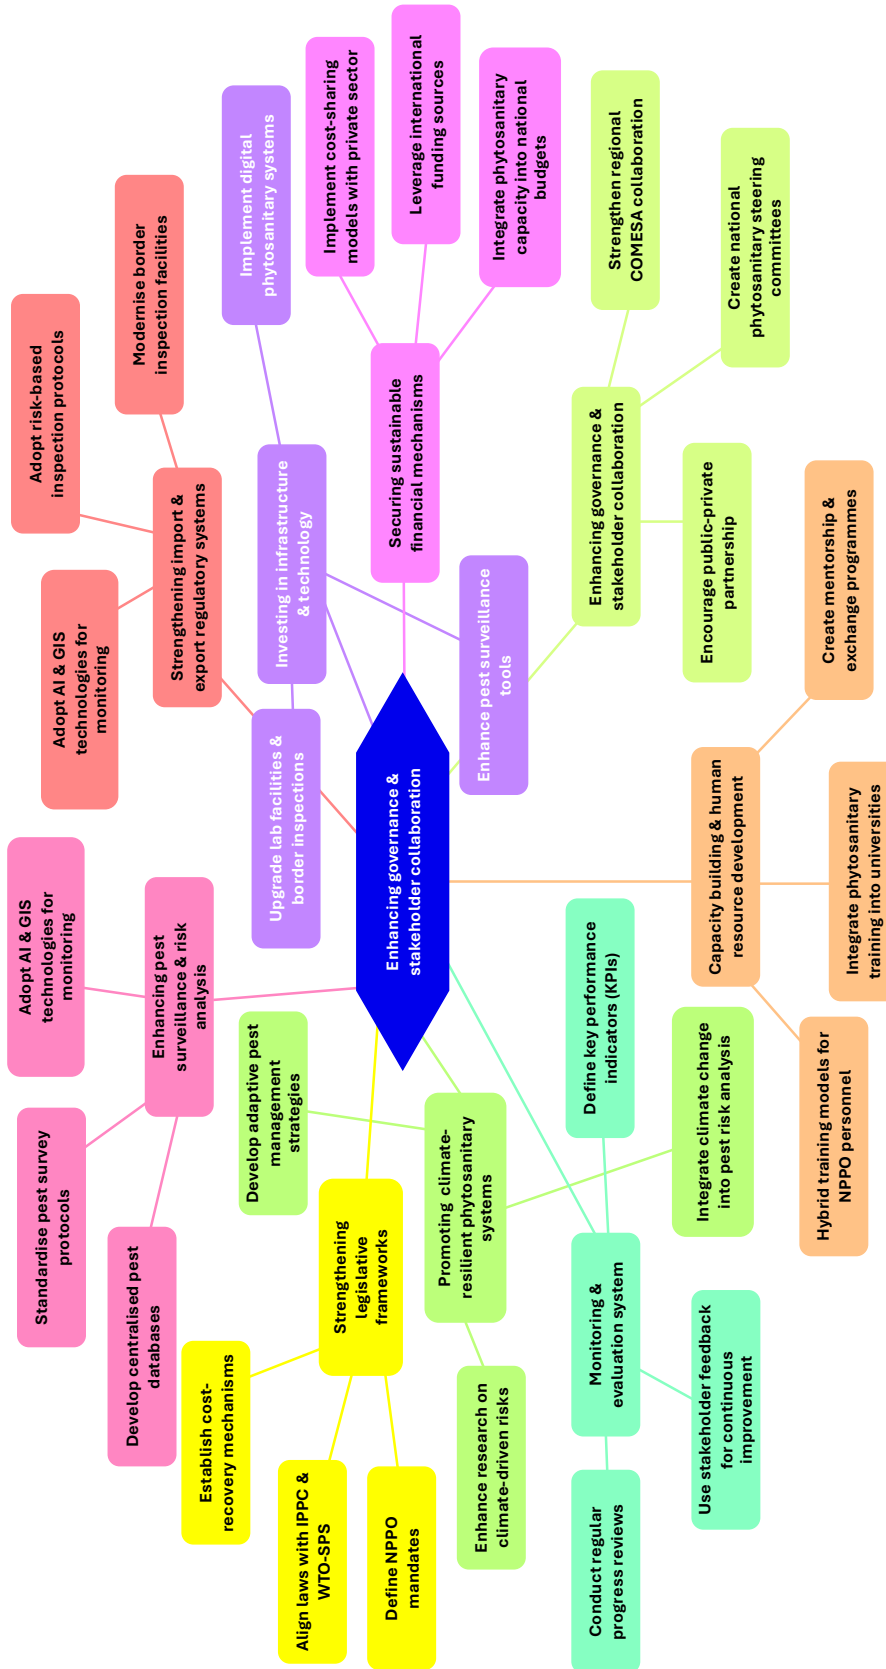 Establish cost-
recovery mechanisms
Align laws with IPPC &
WTO-SPS
Define NPPO
mandates
Strengthening
legislative
frameworks
Standardise pest survey
protocols
Develop centralised pest
databases
Adopt AI & GIS
technologies for
monitoring
Enhancing pest
surveillance & risk
analysis
Adopt AI & GIS
technologies for
monitoring
Adopt risk-based
inspection protocols
Modernise border
inspection facilities
Strengthening import &
export regulatory systems
Implement digital
phytosanitary systems
Investing in infrastructure
& technology
Upgrade lab facilities &
border inspections
Enhance pest surveillance
tools
Implement cost-sharing
models with private sector
Leverage international
funding sources
Integrate phytosanitary
capacity into national
budgets
Securing sustainable
financial mechanisms
Enhancing governance &
stakeholder collaboration
Develop adaptive pest
management
strategies
Promoting climate-
resilient phytosanitary
systems
Enhance research on
climate-driven risks
Integrate climate change
into pest risk analysis
Define key performance
indicators (KPIs)
Monitoring &
evaluation system
Conduct regular
progress reviews
Use stakeholder feedback
for continuous
improvement
Capacity building & human
resource development
Hybrid training models for
NPPO personnel
Integrate phytosanitary
training into universities
Create mentorship &
exchange programmes
Enhancing governance &
stakeholder collaboration
Encourage public-private
partnership
Create national
phytosanitary steering
committees
Strengthen regional
COMESA collaboration